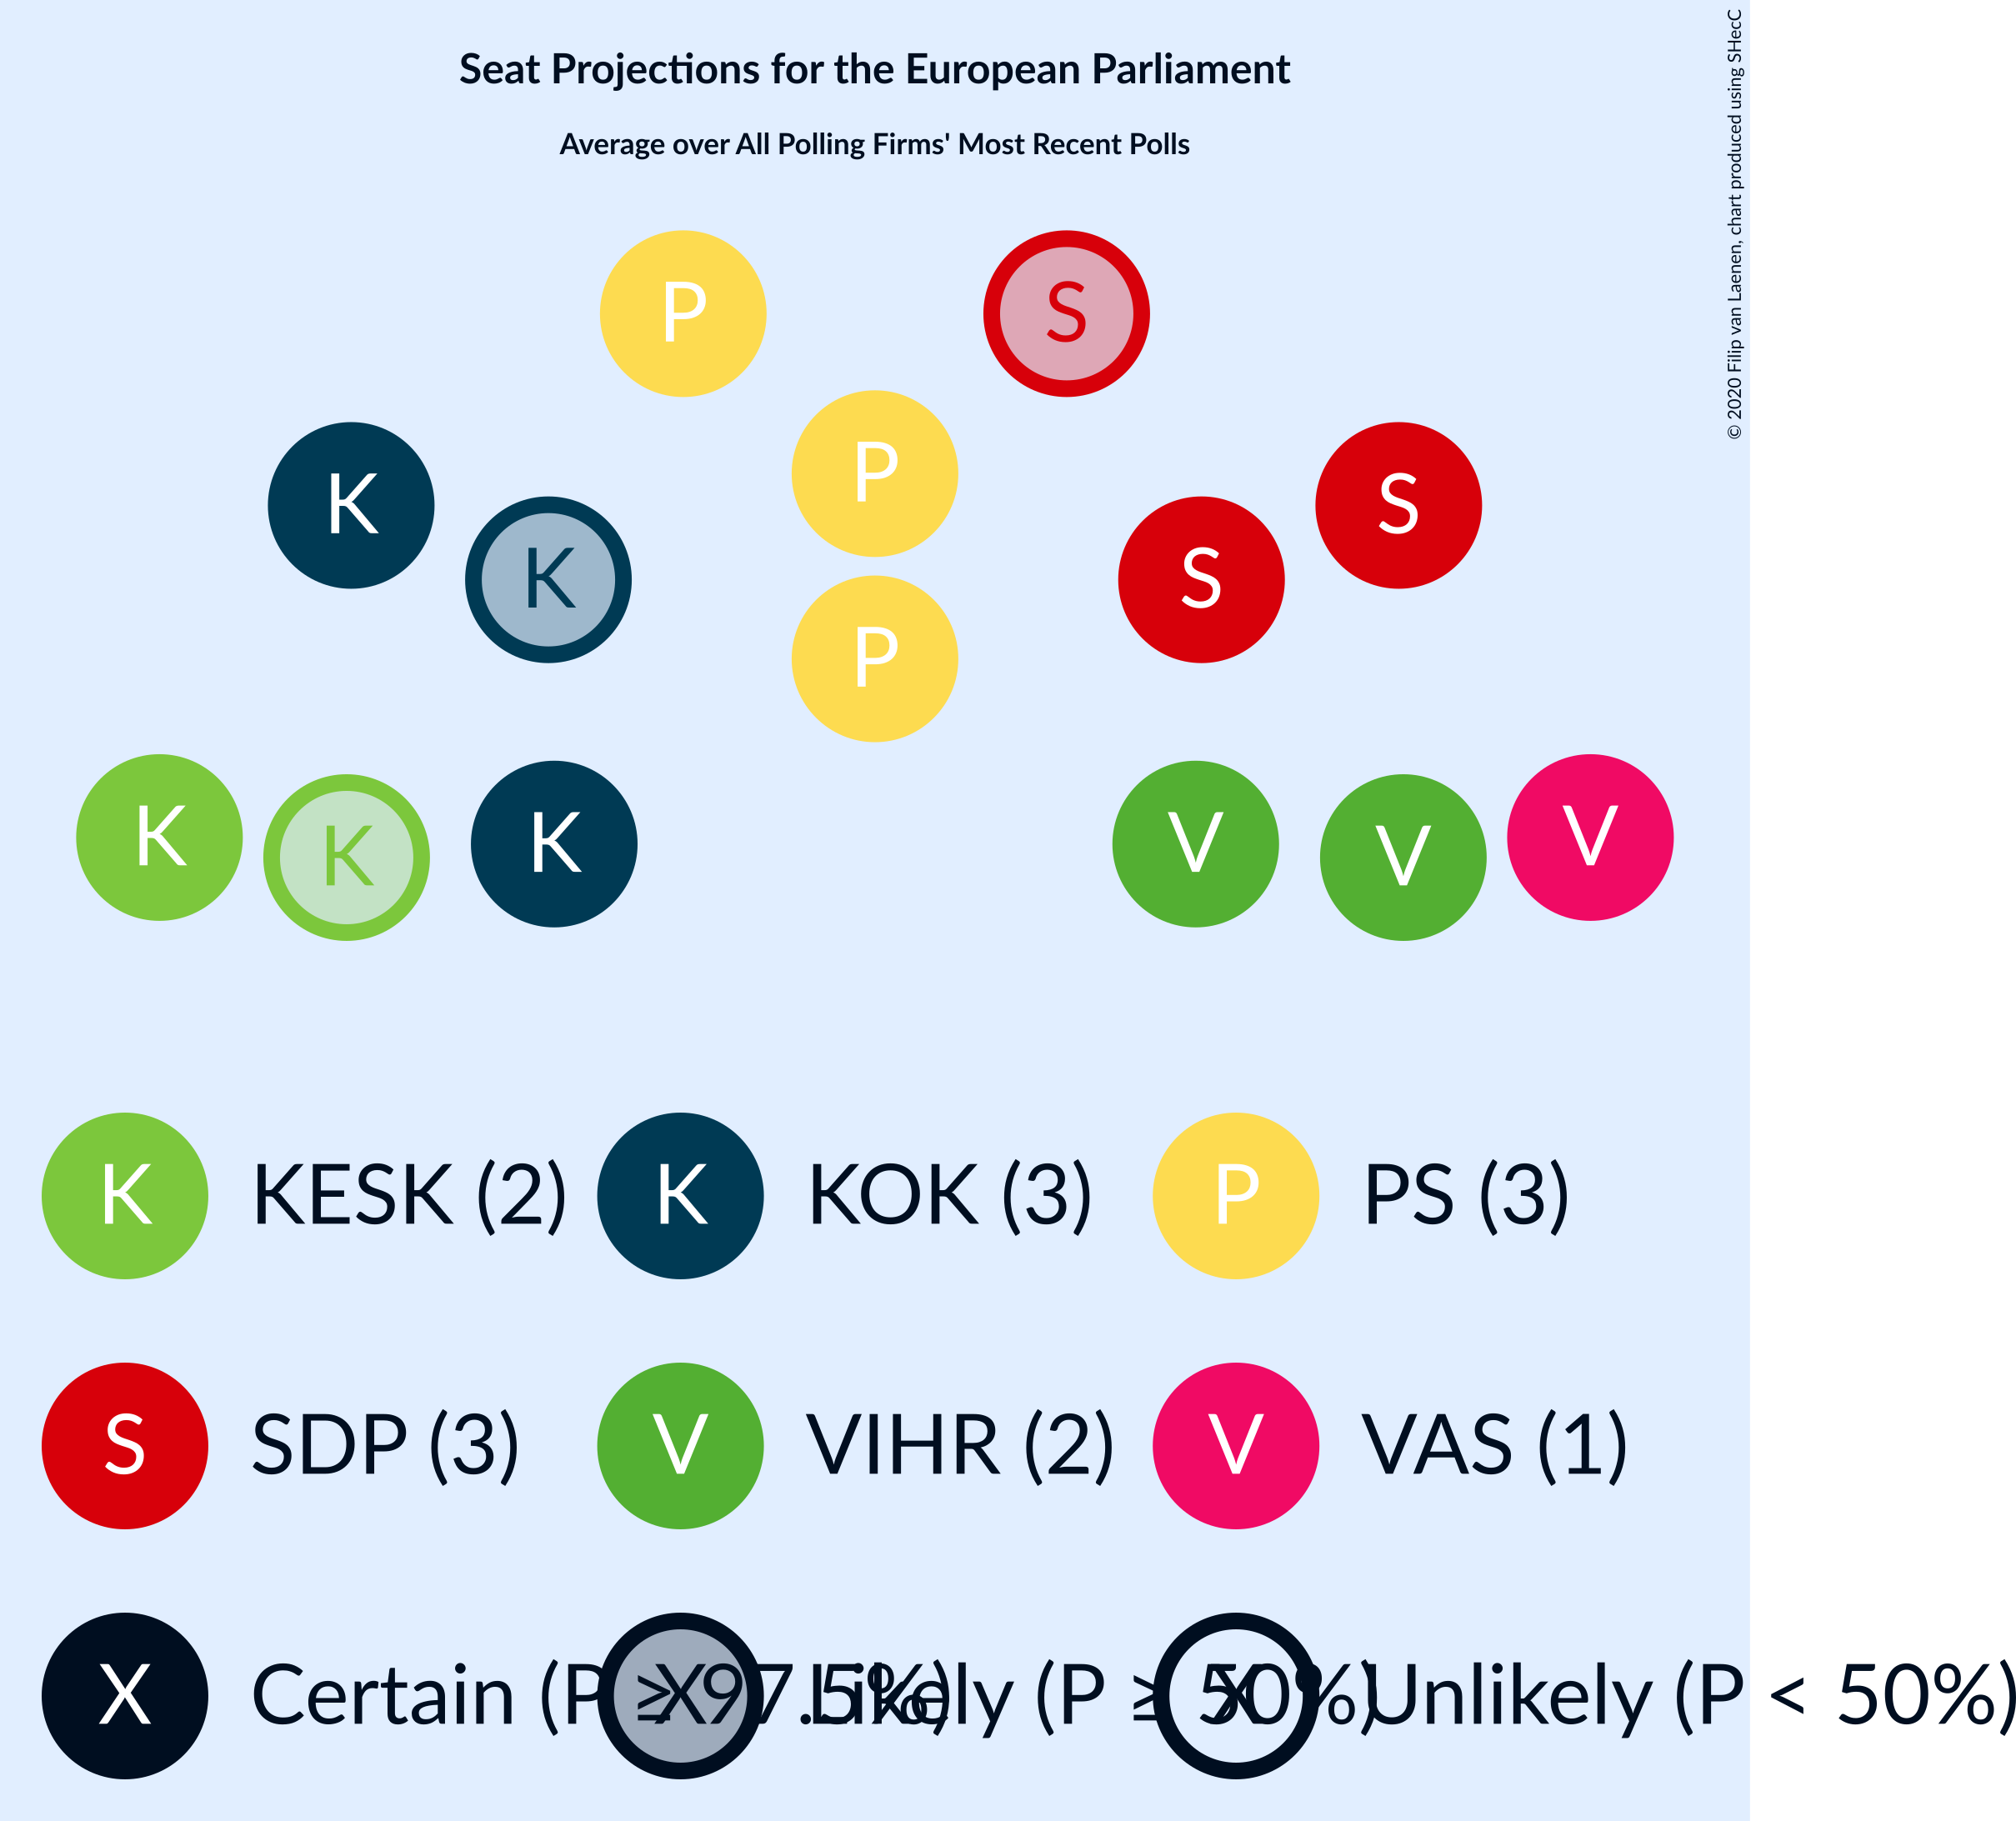 Seat Projections for the European Parliament
Average over All Polling Firms' Most Recent Polls
© 2020 Filip van Laenen, chart produced using SHecC
P S
K K P S S
P
K K K V V V
K KESK (2) K KOK (3) P PS (3)
S SDP (3) V VIHR (2) V VAS (1)
X Certain (P ≥ 97.5%) X Likely (P ≥ 50%) X Unlikely (P < 50%)